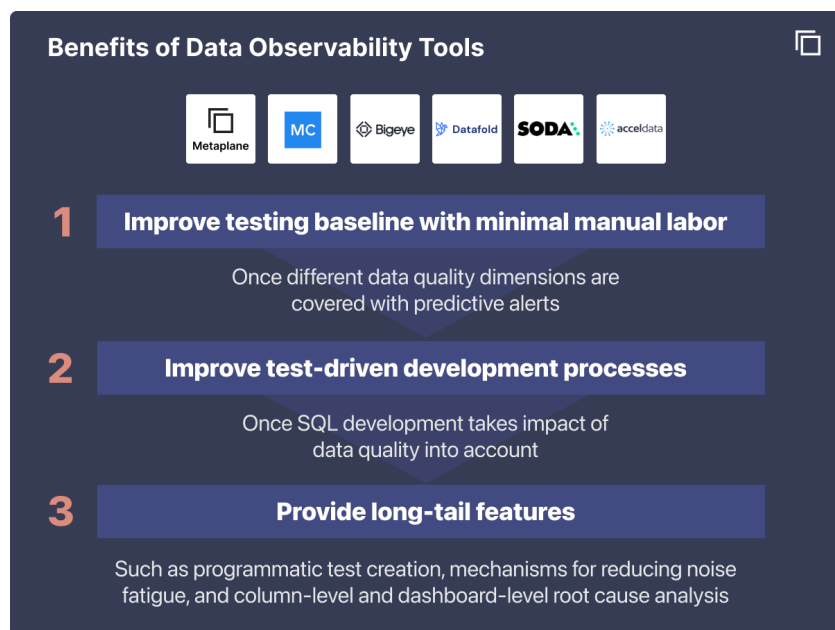 Benefits of Data Observability Tools
Metaplane
MC
Bigeye
Datafold
SODA
acceldata
1
Improve testing baseline with minimal manual labor
Once different data quality dimensions are
covered with predictive alerts
2
Improve test-driven development processes
Once SQL development takes impact of
data quality into account
3
Provide long-tail features
Such as programmatic test creation, mechanisms for reducing noise
fatigue, and column-level and dashboard-level root cause analysis